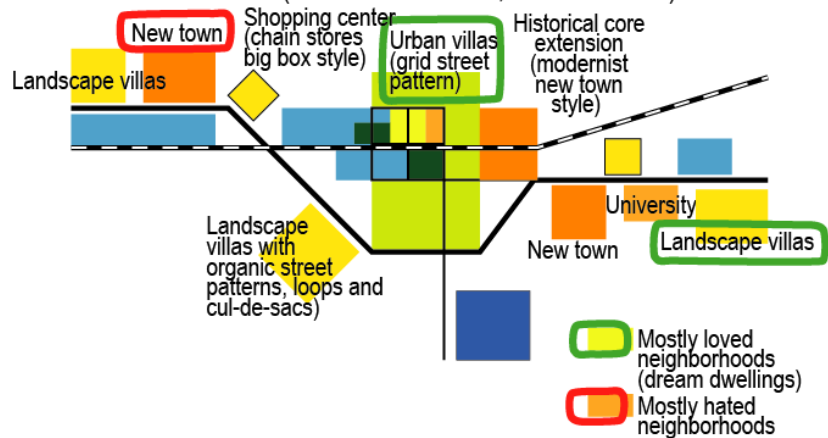 New town
Landscape villas
Shopping center
(chain stores
big box style)
Urban villas
(grid street
pattern)
Historical core
extension
(modernist
new town
style)
Landscape
villas with
organic street
patterns, loops and
cul-de-sacs)
University
New town
Landscape villas
Mostly loved
neighborhoods
(dream dwellings)
Mostly hated
neighborhoods